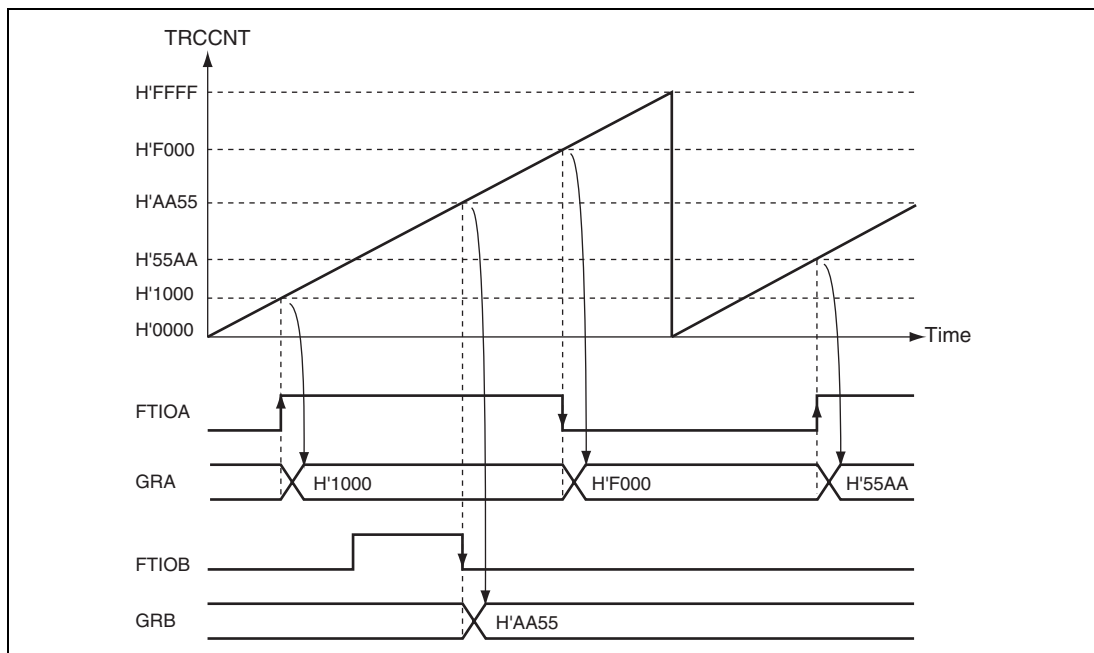 TRCCNT
H'FFFF
H'F000
H'AA55
H'55AA
H'1000
H'0000
Time
FTIOA
GRA
H'1000
H'F000
H'55AA
FTIOB
GRB
H'AA55